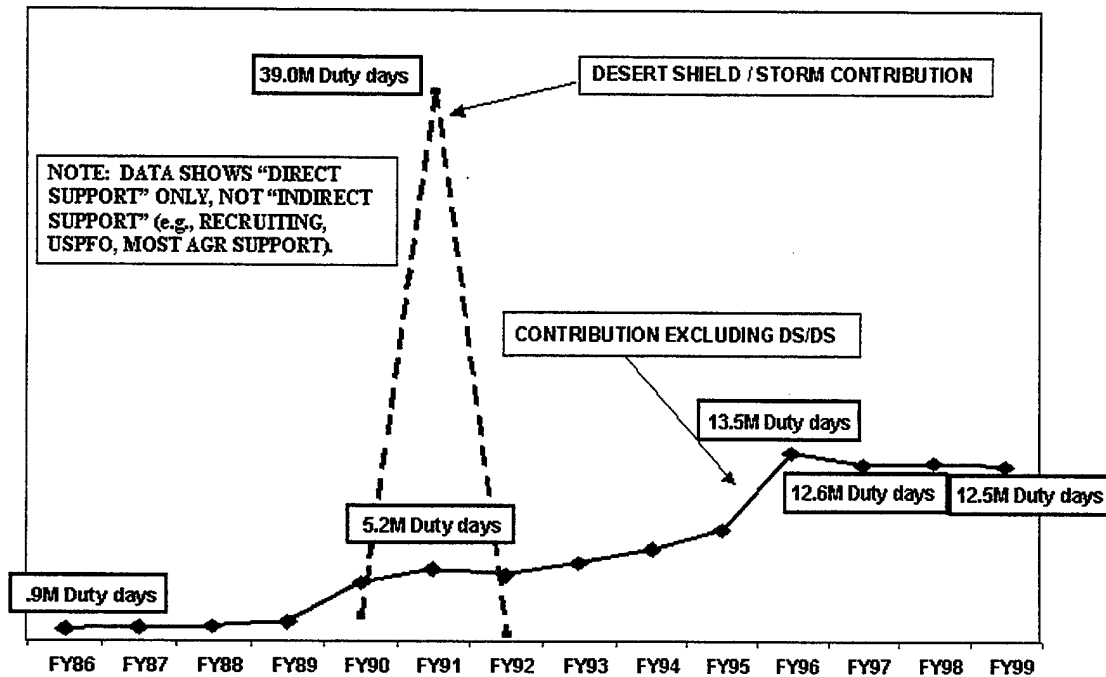 39.0M Duty days
DESERT SHIELD / STORM CONTRIBUTION
NOTE: DATA SHOWS “DIRECT
SUPPORT” ONLY, NOT “INDIRECT
SUPPORT” (e.g., RECRUITING,
USPFO, MOST AGR SUPPORT).
CONTRIBUTION EXCLUDING DS/DS
13.5M Duty days
12.6M Duty days
12.5M Duty days
5.2M Duty days
.9M Duty days
FY86 FY87 FY88 FY89 FY90 FY91 FY92 FY93 FY94 FY95 FY96 FY97 FY98 FY99